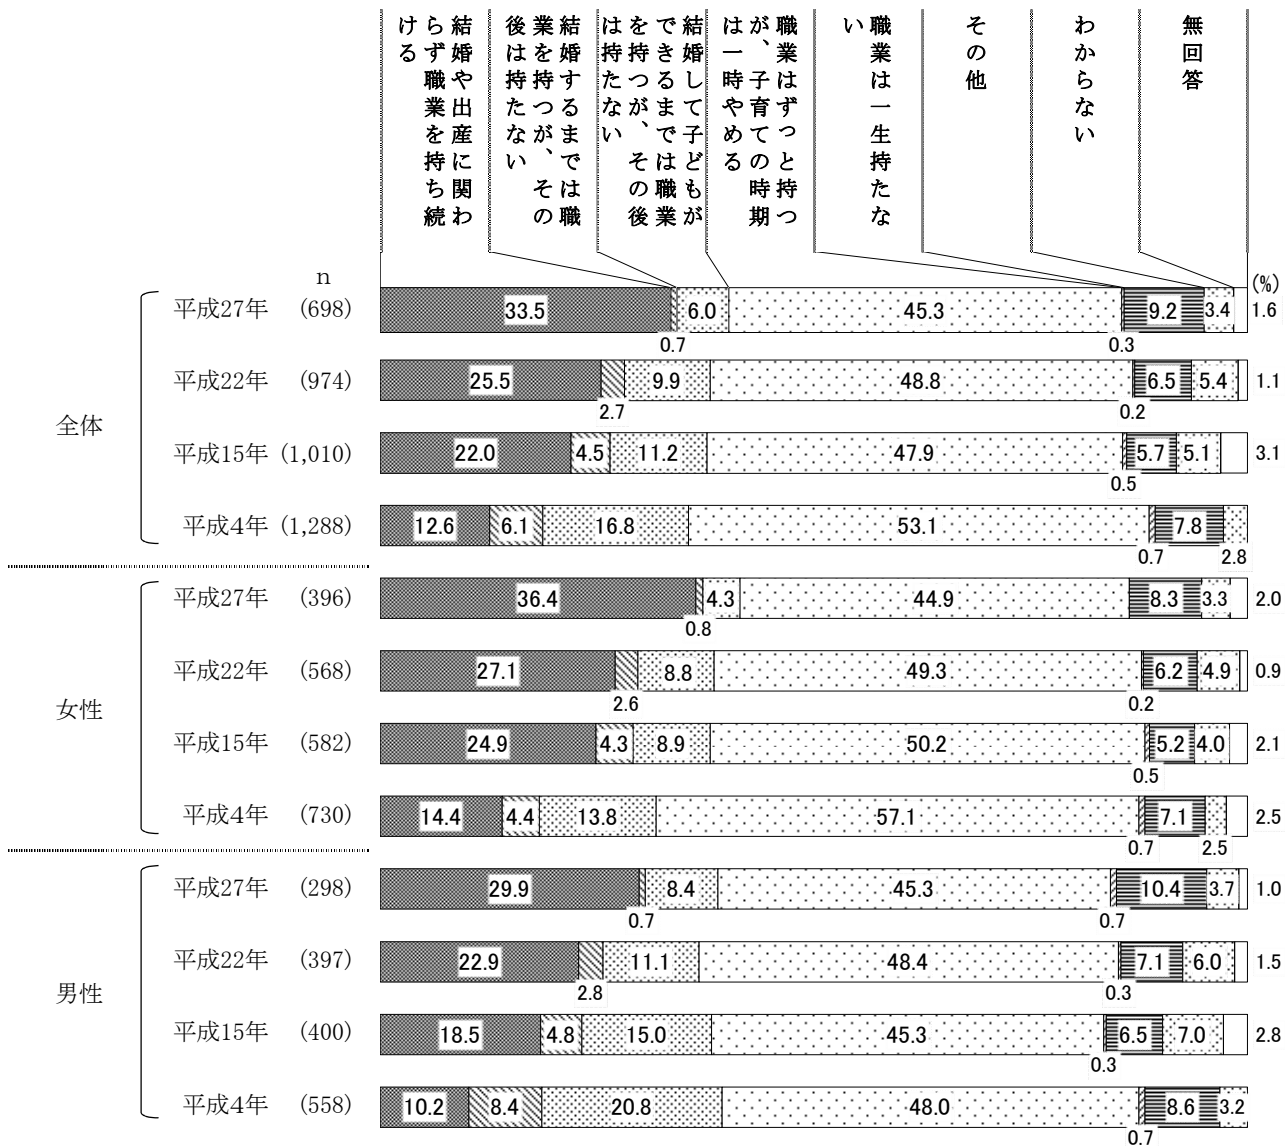 結婚や出産に関わ
らず職業を持ち続
ける
結婚するまでは職
業を持つが、その
後は持たない
結婚して子どもが
できるまでは職業
を持つが、その後
は持たない
職業はずっと持つ
が、子育ての時期
は一時やめる
職業は一生持たな
い
その他
わからない
無回答
n
(%)
全体
平成27年 (698) 33.5 6.0 45.3 9.2 3.4 1.6
0.7 0.3
平成22年 (974) 25.5 9.9 48.8 6.5 5.4 1.1
2.7 0.2
平成15年 (1,010) 22.0 4.5 11.2 47.9 5.7 5.1 3.1
0.5
平成4年 (1,288) 12.6 6.1 16.8 53.1 7.8
0.7 2.8
女性
平成27年 (396) 36.4 4.3 44.9 8.3 3.3 2.0
0.8
平成22年 (568) 27.1 8.8 49.3 6.2 4.9 0.9
2.6 0.2
平成15年 (582) 24.9 4.3 8.9 50.2 5.2 4.0 2.1
0.5
平成4年 (730) 14.4 4.4 13.8 57.1 7.1 2.5
0.7 2.5
男性
平成27年 (298) 29.9 8.4 45.3 10.4 3.7 1.0
0.7 0.7
平成22年 (397) 22.9 11.1 48.4 7.1 6.0 1.5
2.8 0.3
平成15年 (400) 18.5 4.8 15.0 45.3 6.5 7.0 2.8
0.3
平成4年 (558) 10.2 8.4 20.8 48.0 8.6 3.2
0.7